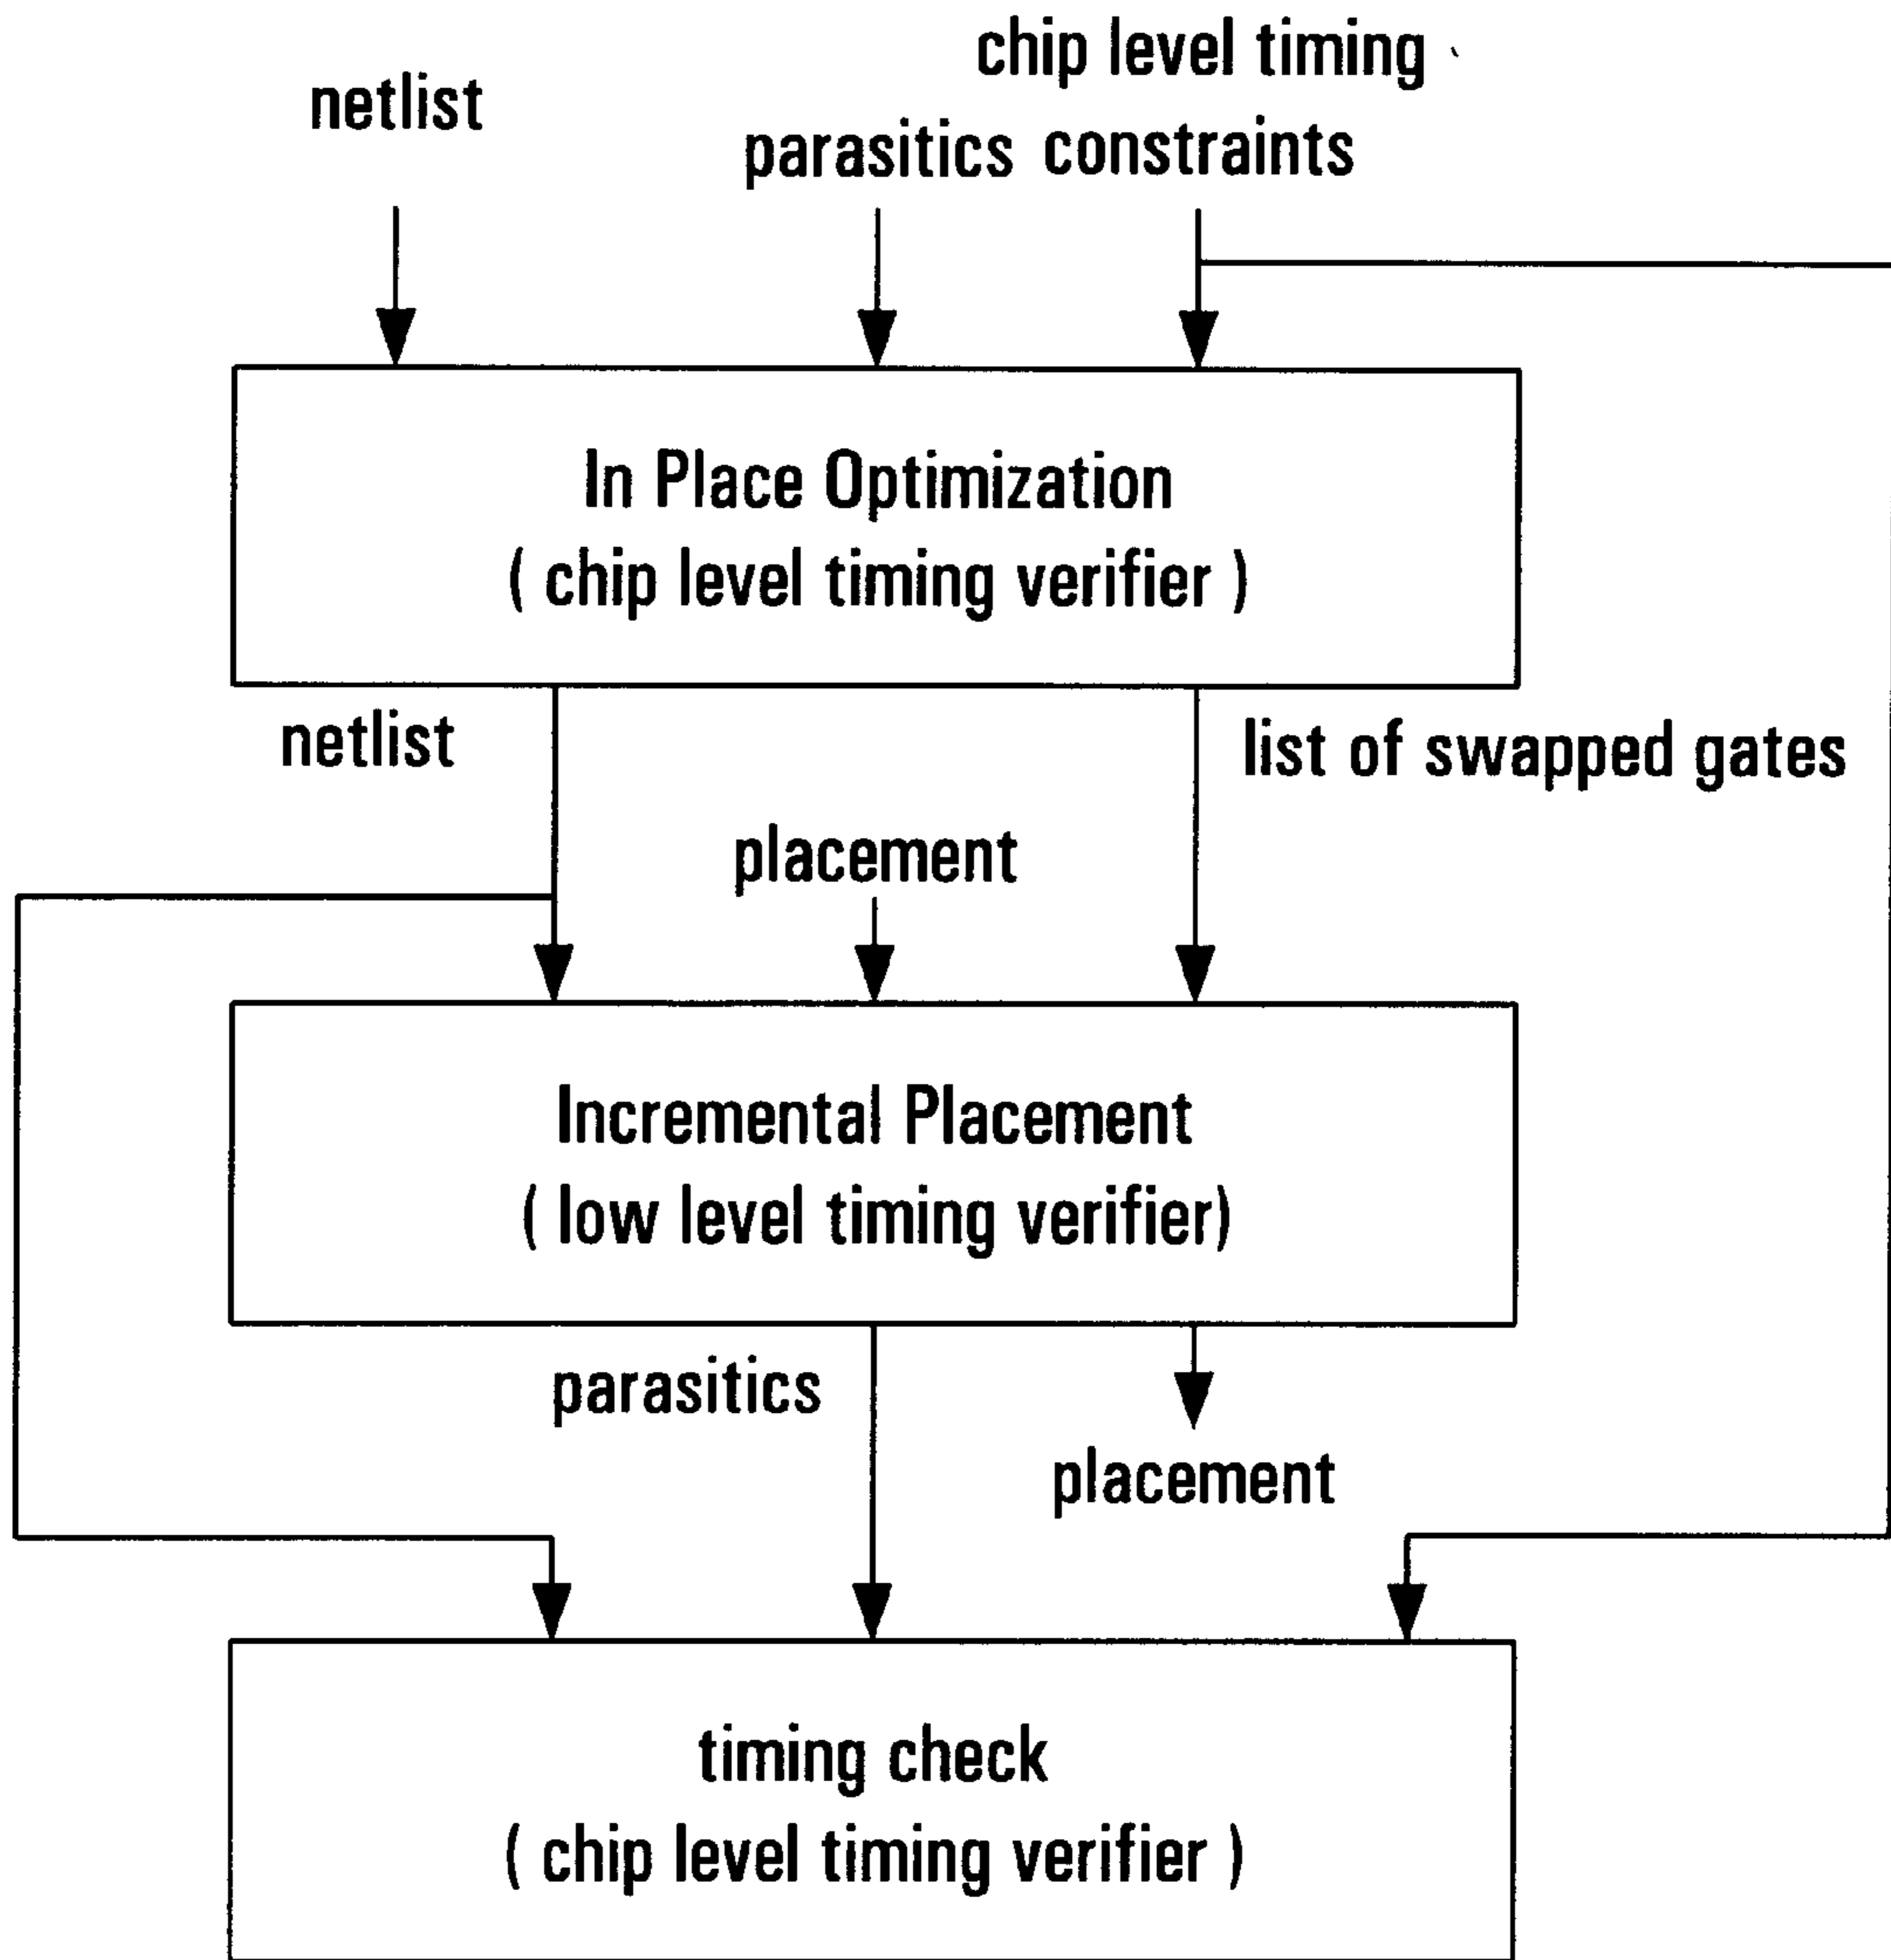 netlist
chip level timing
parasitics constraints
In Place Optimization
( chip level timing verifier )
netlist
list of swapped gates
placement
Incremental Placement
( low level timing verifier)
parasitics
placement
timing check
( chip level timing verifier )